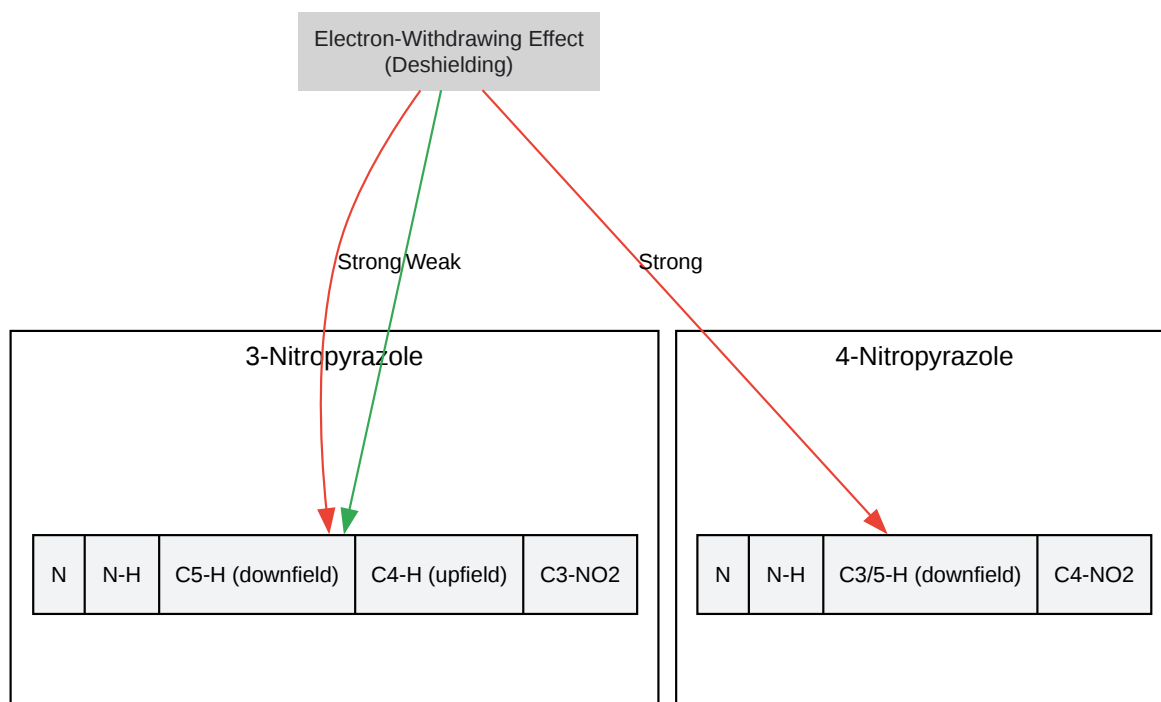 Electron-Withdrawing Effect
(Deshielding)
Strong Weak
Strong
3-Nitropyrazole
4-Nitropyrazole
N
N-H
C5-H (downfield)
C4-H (upfield)
C3-NO2
N
N-H
C3/5-H (downfield)
C4-NO2